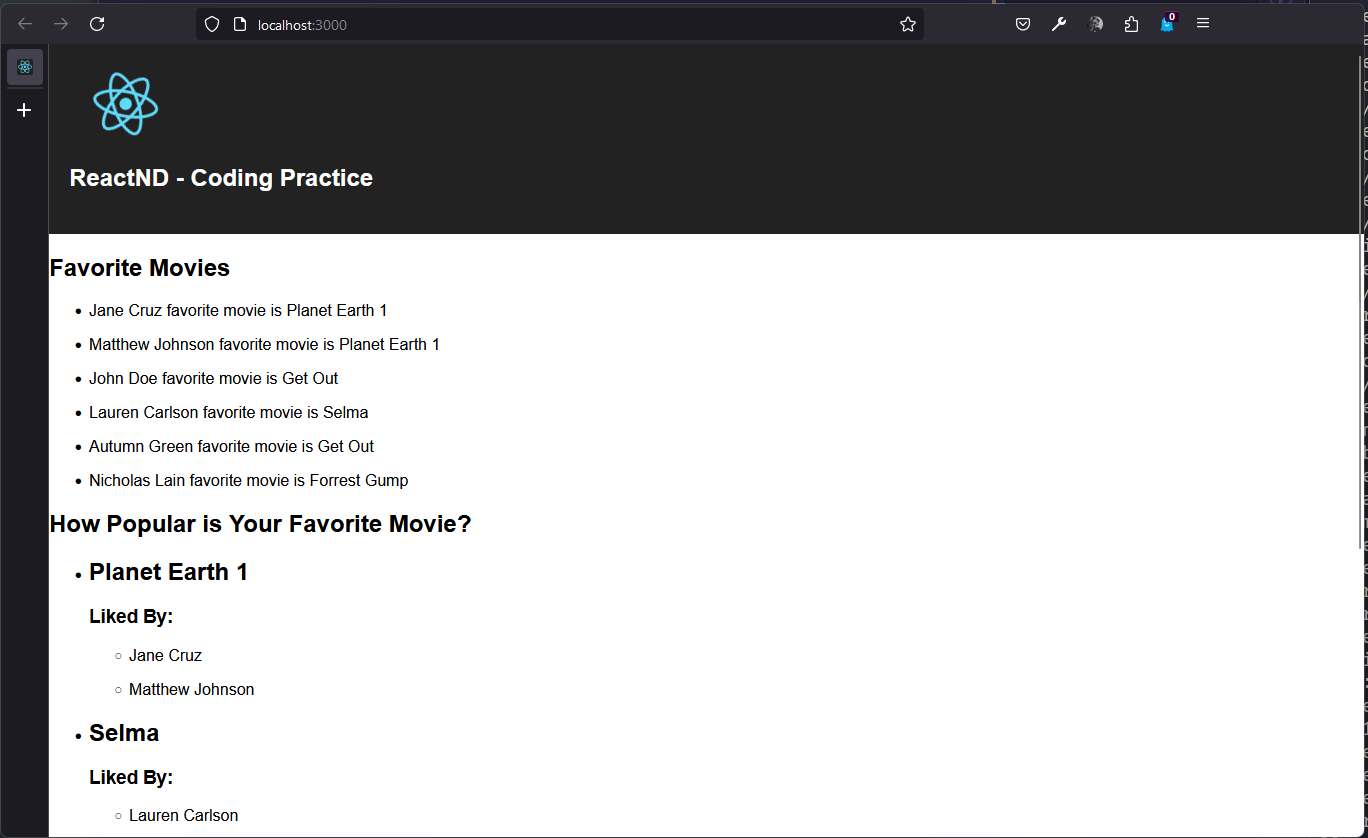 localhost:3000
0
ReactND - Coding Practice
Favorite Movies
Jane Cruz favorite movie is Planet Earth 1
Matthew Johnson favorite movie is Planet Earth 1
John Doe favorite movie is Get Out
Lauren Carlson favorite movie is Selma
Autumn Green favorite movie is Get Out
Nicholas Lain favorite movie is Forrest Gump
How Popular is Your Favorite Movie?
Planet Earth 1
Liked By:
Jane Cruz
Matthew Johnson
Selma
Liked By:
Lauren Carlson